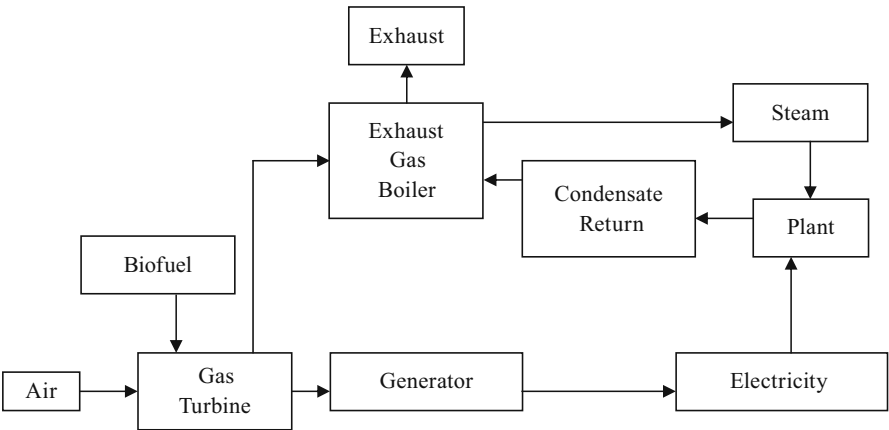 Exhaust
Exhaust
Gas
Boiler
Steam
Condensate
Return
Plant
Biofuel
Air
Gas
Turbine
Generator
Electricity